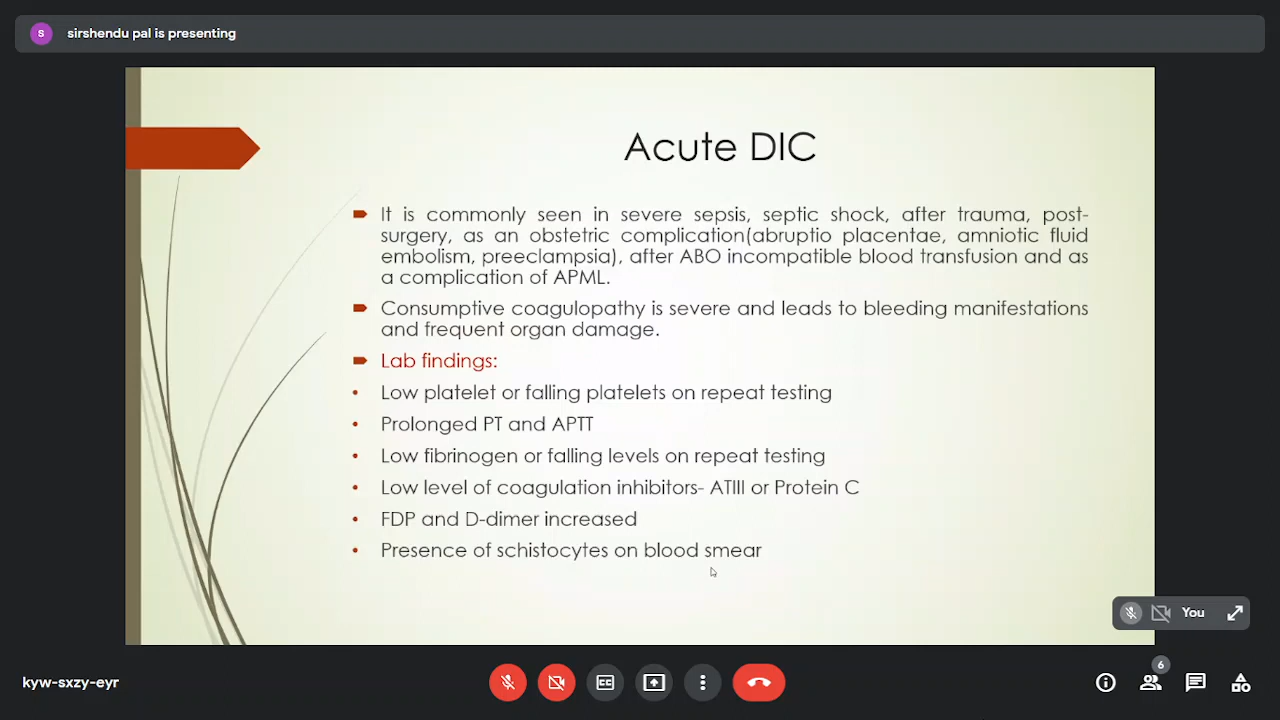 S
sirshendu pal is presenting
Acute DIC
It is commonly seen in severe sepsis, septic shock, after trauma, post-
surgery, as an obstetric complication(abruptio placentae, amniotic fluid
embolism, preeclampsia), after ABO incompatible blood transfusion and as
a complication of APML.
Consumptive coagulopathy is severe and leads to bleeding manifestations
and frequent organ damage.
Lab findings:
• Low platelet or falling platelets on repeat testing
• Prolonged PT and APTT
• Low fibrinogen or falling levels on repeat testing
• Low level of coagulation inhibitors- ATIII or Protein C
• FDP and D-dimer increased
• Presence of schistocytes on blood smear
You
kyw-sxzy-eyr
CC
6